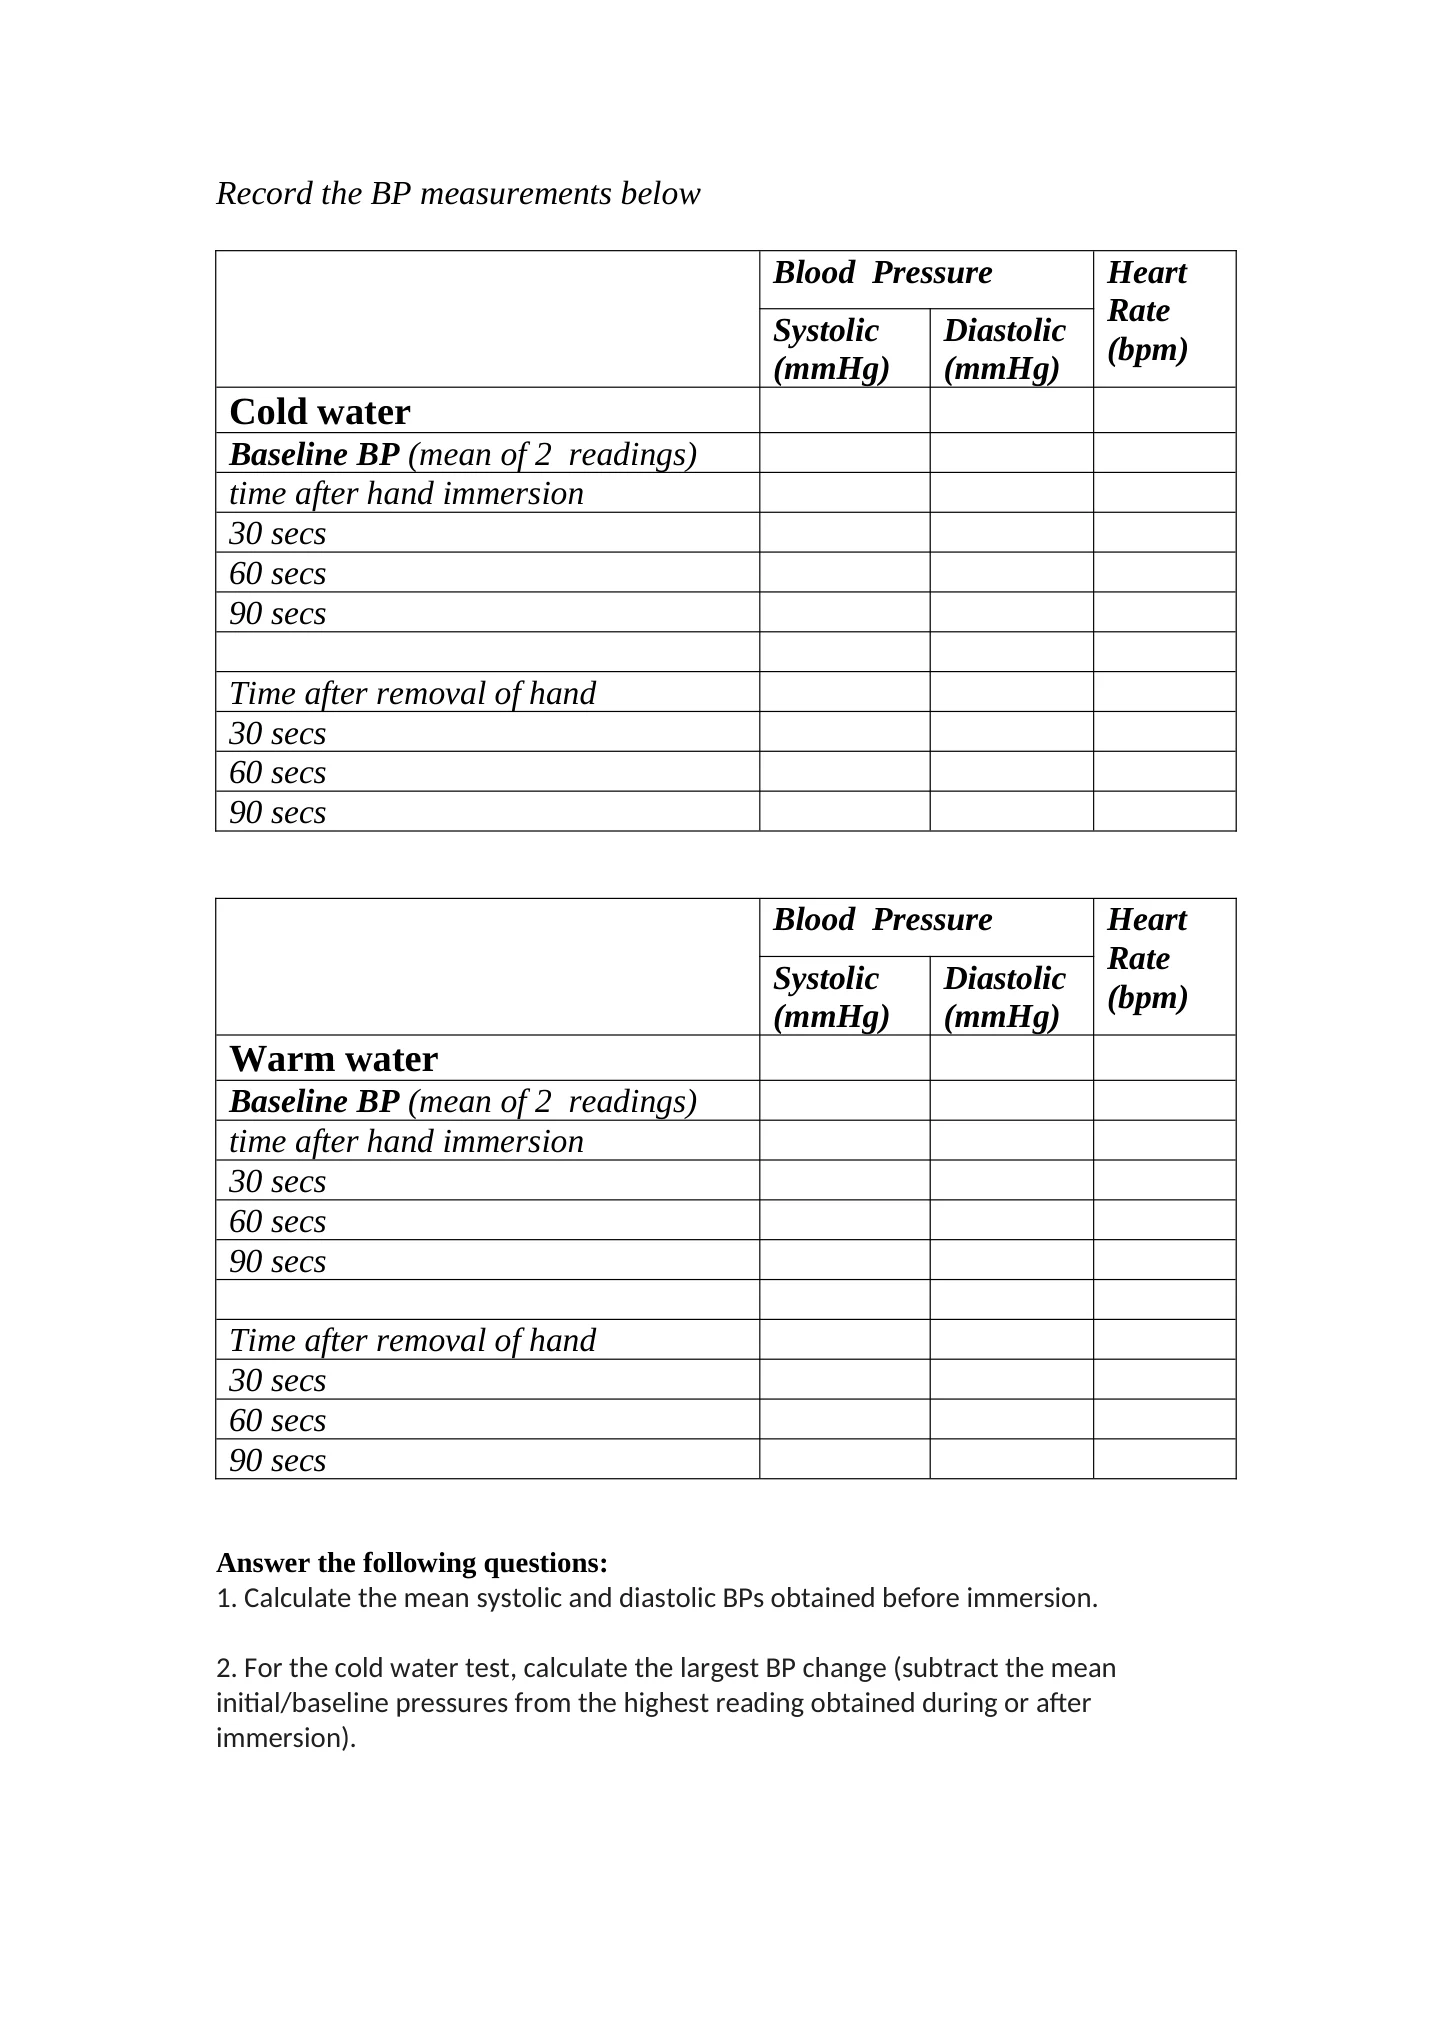 Record the BP measurements below
Blood  Pressure
Heart
Rate
(bpm)
Systolic
(mmHg)
Diastolic
(mmHg)
Cold water
Baseline BP (mean of 2  readings)
time after hand immersion
30 secs
60 secs
90 secs
Time after removal of hand
30 secs
60 secs
90 secs
Blood  Pressure
Heart
Rate
(bpm)
Systolic
(mmHg)
Diastolic
(mmHg)
Warm water
Baseline BP (mean of 2  readings)
time after hand immersion
30 secs
60 secs
90 secs
Time after removal of hand
30 secs
60 secs
90 secs
Answer the following questions:
1. Calculate the mean systolic and diastolic BPs obtained before immersion.
2. For the cold water test, calculate the largest BP change (subtract the mean
initial/baseline pressures from the highest reading obtained during or after
immersion).